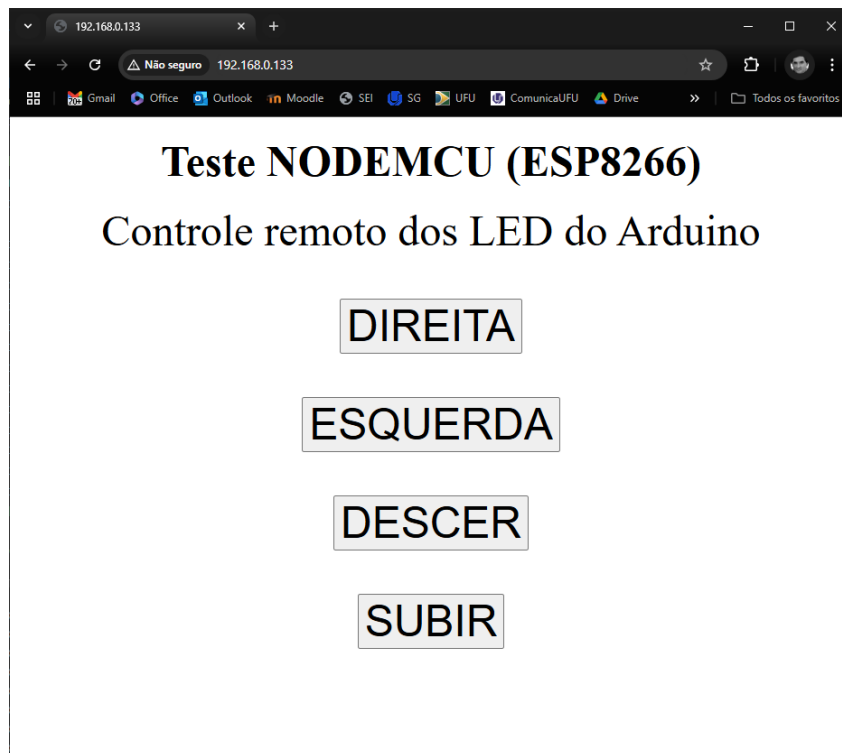 192.168.0.133
Não seguro 192.168.0.133
Gmail Office Outlook Moodle SEI SG UFU ComunicaUFU Drive » Todos os favoritos
Teste NODEMCU (ESP8266)
Controle remoto dos LED do Arduino
DIREITA
ESQUERDA
DESCER
SUBIR